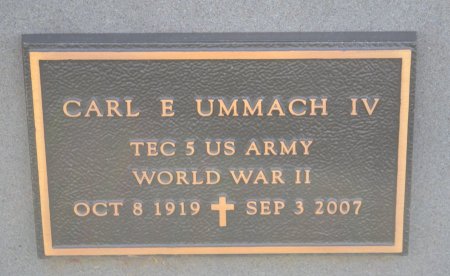 CARL E UMMACH IV
TEC 5 US ARMY
WORLD WAR II
OCT 8 1919 ✝ SEP 3 2007